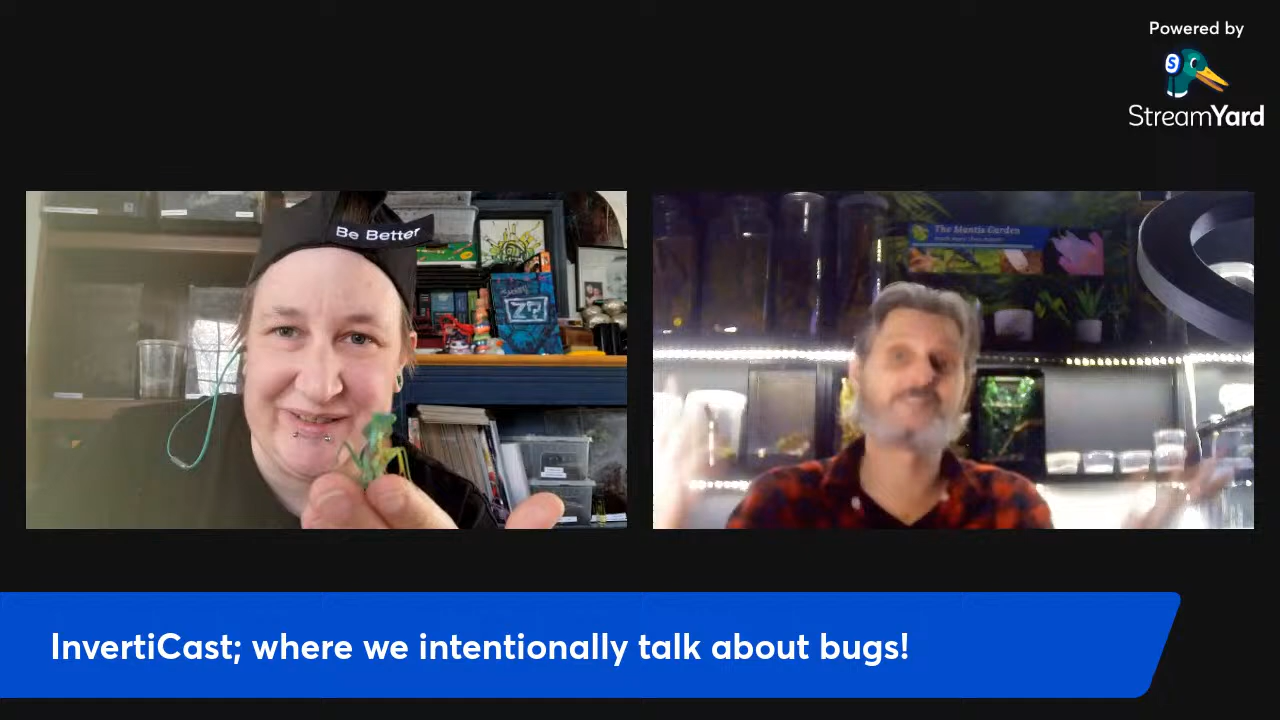 Powered by
S
StreamYard
Be Better
The Mantis Garden
Z?!
InvertiCast; where we intentionally talk about bugs!